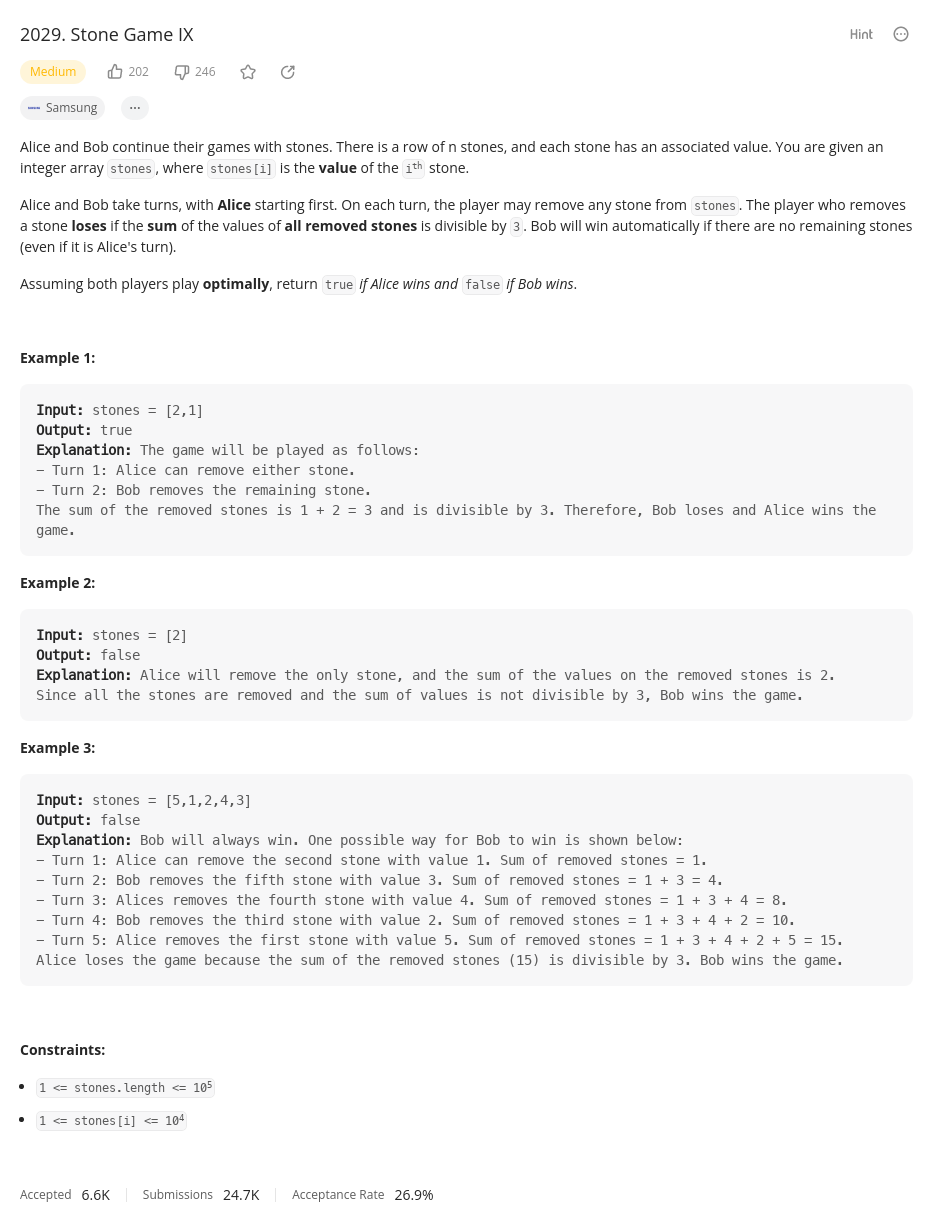 2029. Stone Game IX
Hint
Medium 202 246
Samsung ...
Alice and Bob continue their games with stones. There is a row of n stones, and each stone has an associated value. You are given an
integer array stones, where stones[i] is the value of the iᵗʰ stone.
Alice and Bob take turns, with Alice starting first. On each turn, the player may remove any stone from stones. The player who removes
a stone loses if the sum of the values of all removed stones is divisible by 3. Bob will win automatically if there are no remaining stones
(even if it is Alice's turn).
Assuming both players play optimally, return true if Alice wins and false if Bob wins.
Example 1:
Input: stones = [2,1]
Output: true
Explanation: The game will be played as follows:
– Turn 1: Alice can remove either stone.
– Turn 2: Bob removes the remaining stone.
The sum of the removed stones is 1 + 2 = 3 and is divisible by 3. Therefore, Bob loses and Alice wins the
game.
Example 2:
Input: stones = [2]
Output: false
Explanation: Alice will remove the only stone, and the sum of the values on the removed stones is 2.
Since all the stones are removed and the sum of values is not divisible by 3, Bob wins the game.
Example 3:
Input: stones = [5,1,2,4,3]
Output: false
Explanation: Bob will always win. One possible way for Bob to win is shown below:
– Turn 1: Alice can remove the second stone with value 1. Sum of removed stones = 1.
– Turn 2: Bob removes the fifth stone with value 3. Sum of removed stones = 1 + 3 = 4.
– Turn 3: Alices removes the fourth stone with value 4. Sum of removed stones = 1 + 3 + 4 = 8.
– Turn 4: Bob removes the third stone with value 2. Sum of removed stones = 1 + 3 + 4 + 2 = 10.
– Turn 5: Alice removes the first stone with value 5. Sum of removed stones = 1 + 3 + 4 + 2 + 5 = 15.
Alice loses the game because the sum of the removed stones (15) is divisible by 3. Bob wins the game.
Constraints:
• 1 <= stones.length <= 10⁵
• 1 <= stones[i] <= 10⁴
Accepted 6.6K Submissions 24.7K Acceptance Rate 26.9%